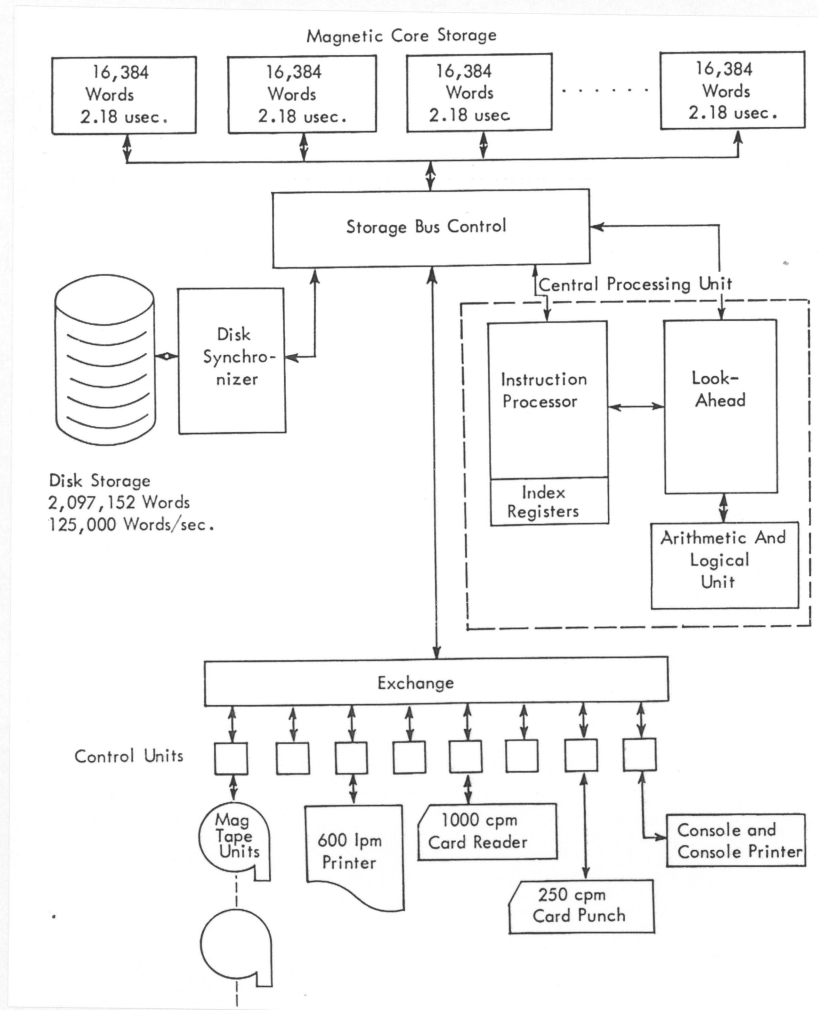 Magnetic Core Storage
16,384
Words
2.18 usec.
16,384
Words
2.18 usec.
16,384
Words
2.18 usec
16,384
Words
2.18 usec.
Storage Bus Control
Central Processing Unit
Disk
Synchro-
nizer
Instruction
Processor
Look-
Ahead
Index
Registers
Arithmetic And
Logical
Unit
Disk Storage
2,097,152 Words
125,000 Words/sec.
Exchange
Control Units
Mag
Tape
Units
600 lpm
Printer
1000 cpm
Card Reader
250 cpm
Card Punch
Console and
Console Printer